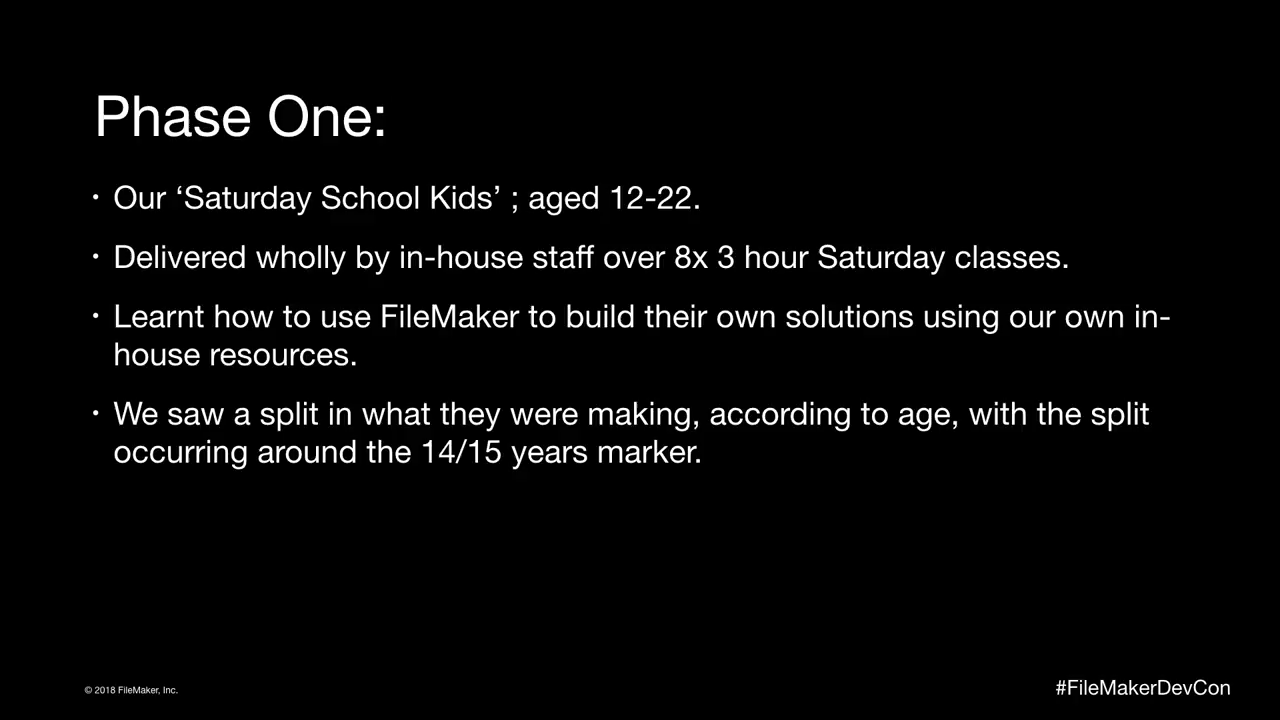 Phase One:
• Our ‘Saturday School Kids’ ; aged 12-22.
• Delivered wholly by in-house staff over 8x 3 hour Saturday classes.
• Learnt how to use FileMaker to build their own solutions using our own in-
house resources.
• We saw a split in what they were making, according to age, with the split
occurring around the 14/15 years marker.
© 2018 FileMaker, Inc.
#FileMakerDevCon